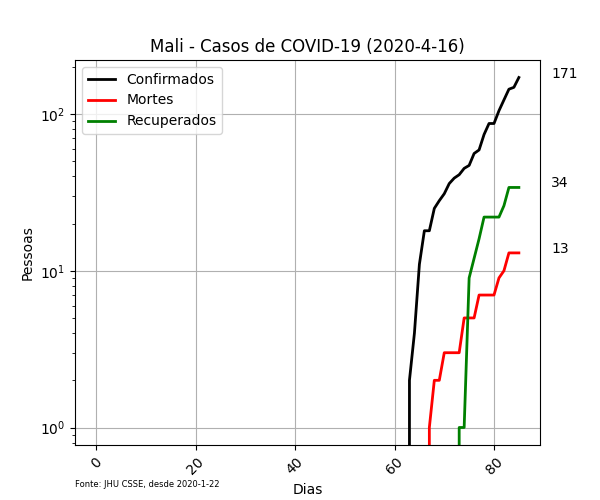 Mali - Casos de COVID-19 (2020-4-16)
Confirmados
Mortes
Recuperados
171
34
13
10²
10¹
10⁰
Pessoas
0
20
40
60
80
Dias
Fonte: JHU CSSE, desde 2020-1-22